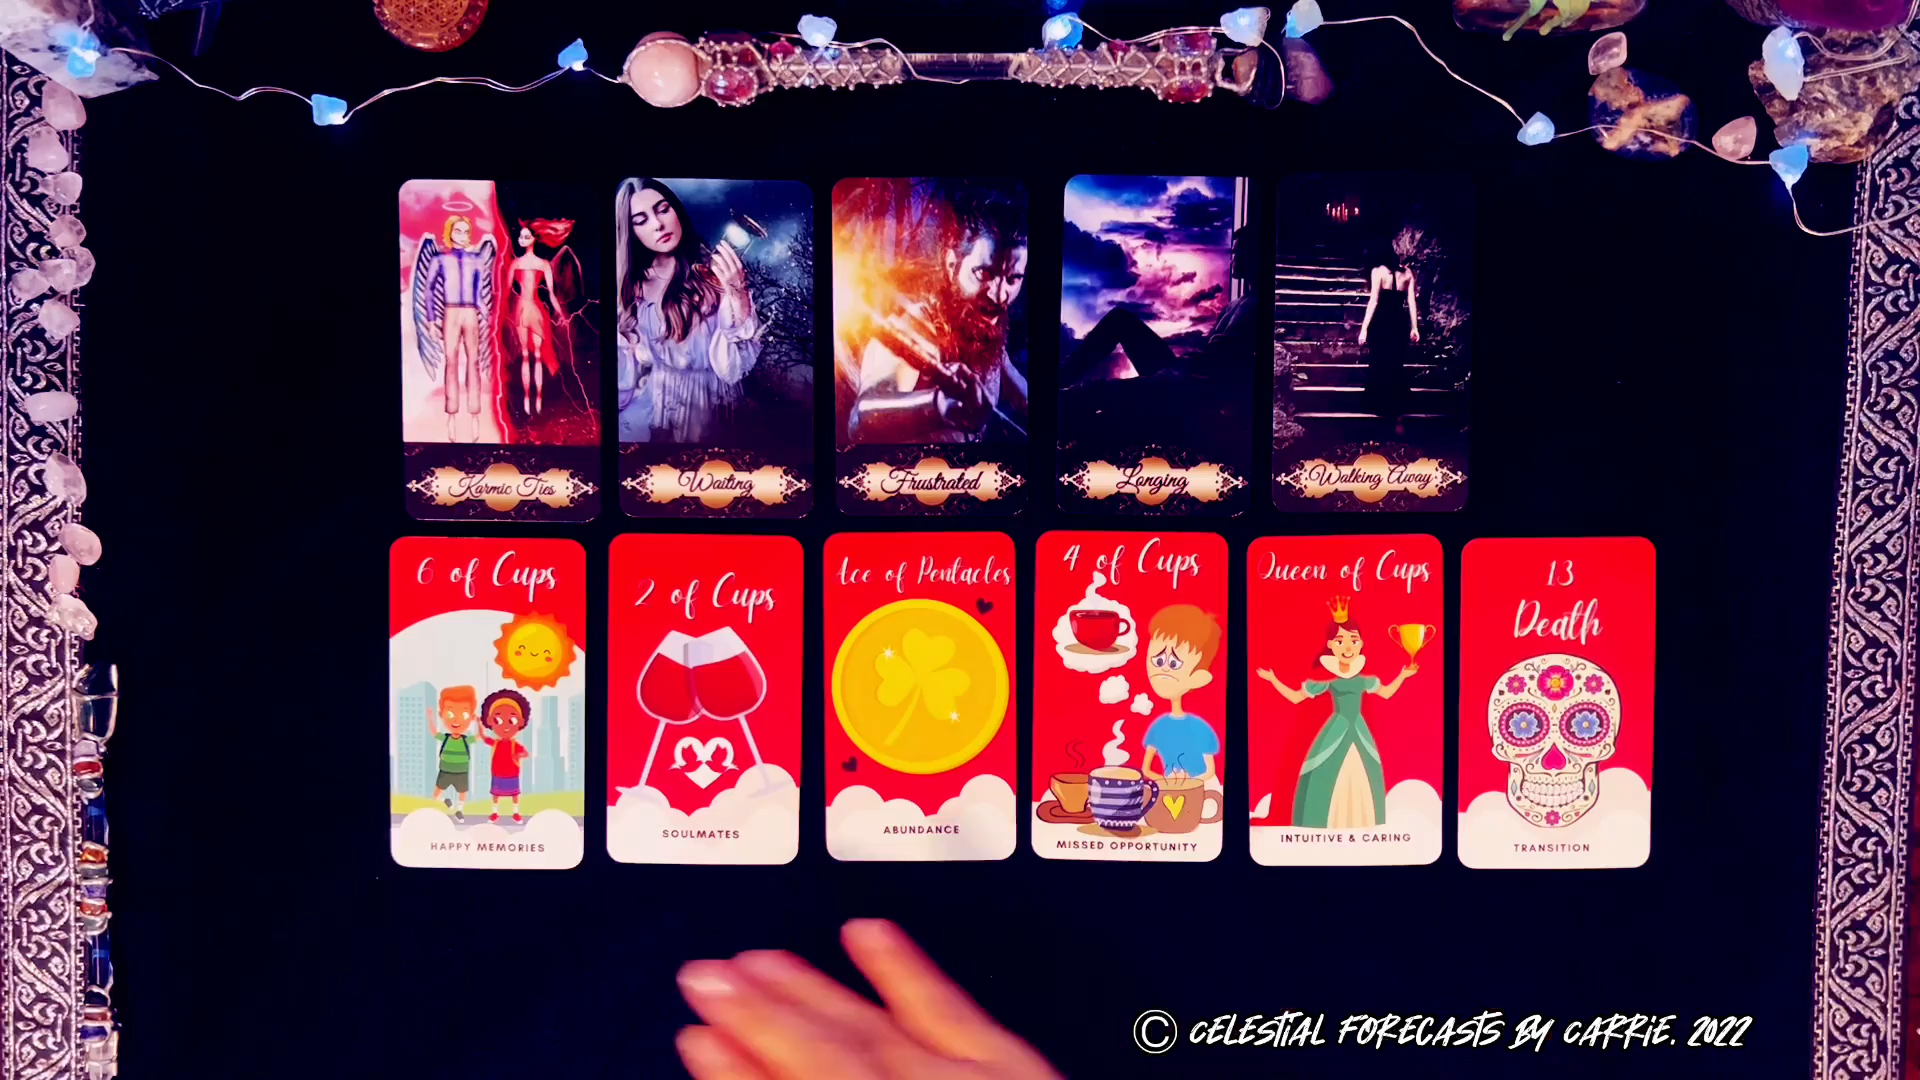 Karmic Ties
Waiting
Frustrated
Longing
Walking Away
6 of Cups
HAPPY MEMORIES
2 of Cups
SOULMATES
Ace of Pentacles
ABUNDANCE
4 of Cups
MISSED OPPORTUNITY
Queen of Cups
INTUITIVE & CARING
13
Death
TRANSITION
© CELESTIAL FORECASTS BY CARRIE. 2022